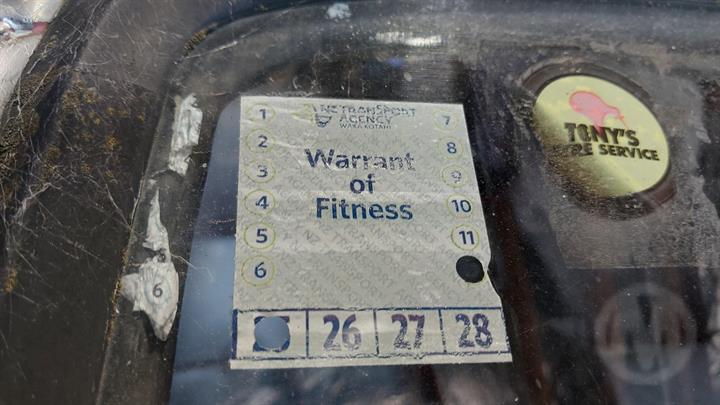 NZ TRANSPORT
AGENCY
WAKA KOTAHI
Warrant
of
Fitness
1
2
3
4
5
6
7
8
9
10
11
26
27
28
TONY'S
TYRE SERVICE
6